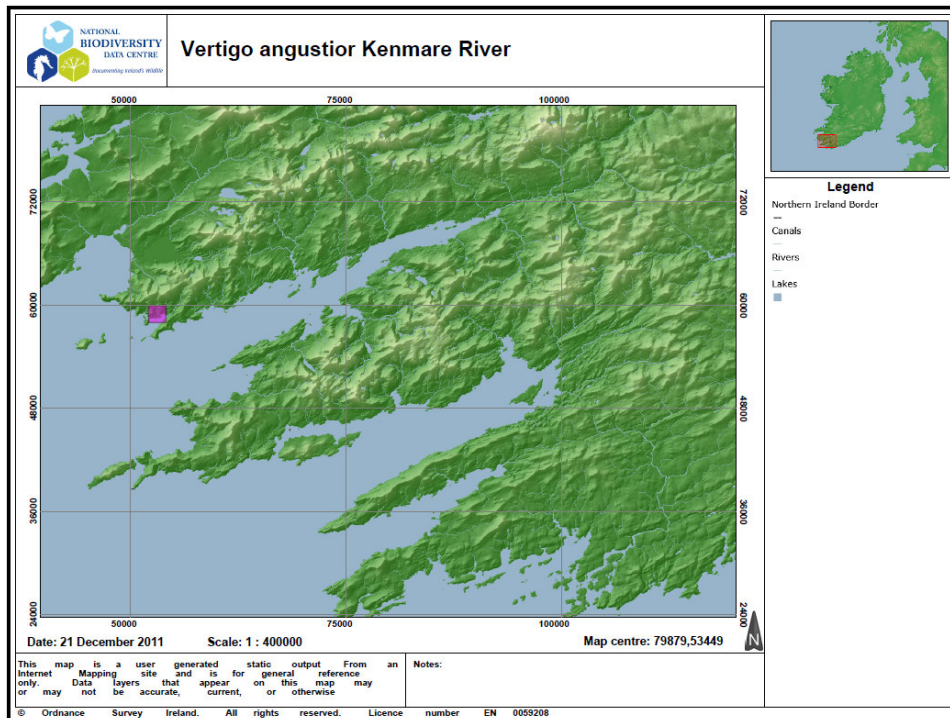 NATIONAL
BIODIVERSITY
DATA CENTRE
Documenting Ireland's Wildlife
Vertigo angustior Kenmare River
50000 75000 100000
72000 72000
60000 60000
48000 48000
36000 36000
24000 24000
50000 75000 100000
Date: 21 December 2011 Scale: 1 : 400000 Map centre: 79879,53449
N
Legend
Northern Ireland Border
Canals
Rivers
Lakes
This map is a user generated static output From an
Internet Mapping site and is for general reference
only. Data layers that appear on this map may
or may not be accurate, current, or otherwise
Notes:
© Ordnance Survey Ireland. All rights reserved. Licence number EN 0059208